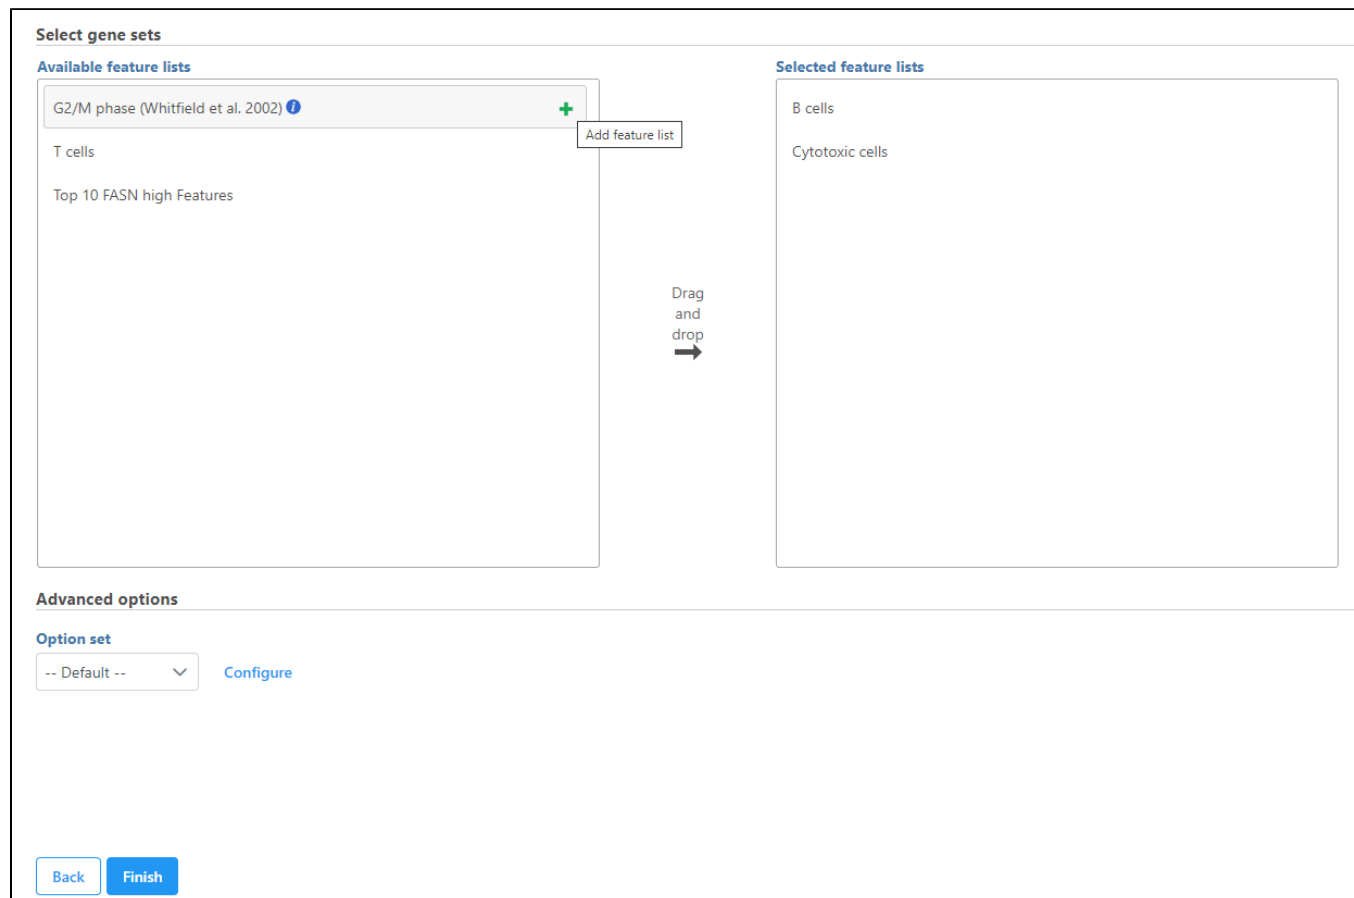 Select gene sets
Available feature lists
Selected feature lists
G2/M phase (Whitfield et al. 2002) i
Add feature list
T cells
Top 10 FASN high Features
B cells
Cytotoxic cells
Drag
and
drop
Advanced options
Option set
-- Default --
Configure
Back
Finish